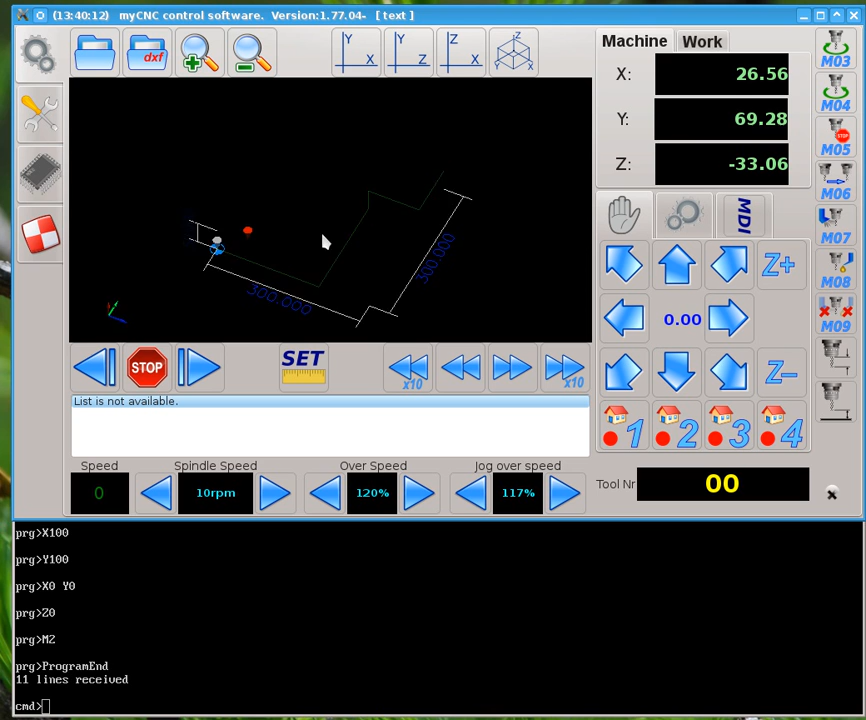 (13:40:12) myCNC control software. Version:1.77.04- [ text ]
dxf
Y
X
Y
Z
Z
X
Z
Y X
Machine Work
X: 26.56
Y: 69.28
Z: -33.06
M03
M04
M05
M06
M07
M08
M09
STOP
MDI
Z+
0.00
Z−
1 2 3 4
300.000
300.000
STOP
SET
x10
x10
List is not available.
Speed
Spindle Speed
Over Speed
Jog over speed
0
10rpm
120%
117%
Tool Nr 00
prg>X100
prg>Y100
prg>X0 Y0
prg>Z0
prg>M2
prg>ProgramEnd
11 lines received
cmd>